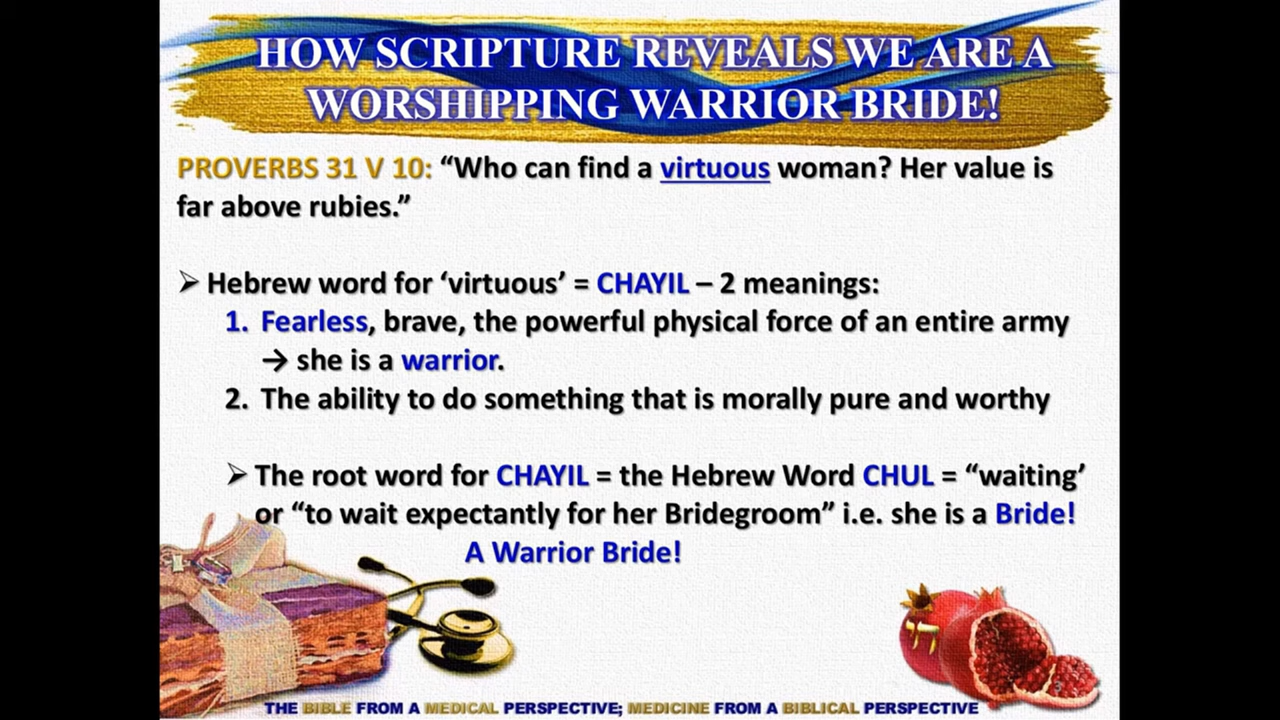 HOW SCRIPTURE REVEALS WE ARE A
WORSHIPPING WARRIOR BRIDE!
PROVERBS 31 V 10: “Who can find a virtuous woman? Her value is
far above rubies.”
➢ Hebrew word for ‘virtuous’ = CHAYIL – 2 meanings:
1. Fearless, brave, the powerful physical force of an entire army
→ she is a warrior.
2. The ability to do something that is morally pure and worthy
➢ The root word for CHAYIL = the Hebrew Word CHUL = “waiting’
or “to wait expectantly for her Bridegroom” i.e. she is a Bride!
A Warrior Bride!
THE BIBLE FROM A MEDICAL PERSPECTIVE; MEDICINE FROM A BIBLICAL PERSPECTIVE